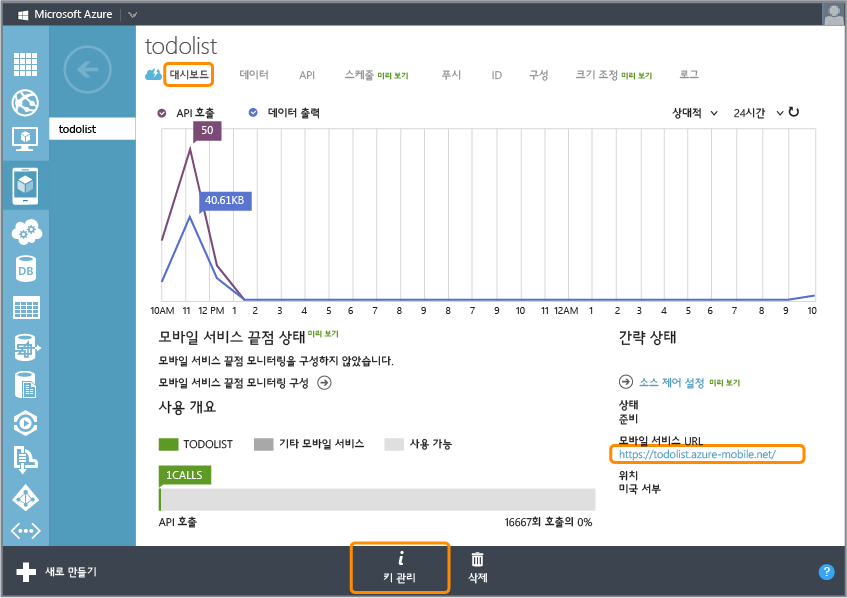 Microsoft Azure
todolist
todolist
대시보드 데이터 API 스케줄 미리 보기 푸시 ID 구성 크기 조정 미리 보기 로그
API 호출 데이터 출력 상대적 24시간
50
40.61KB
10AM 11 12 PM 1 2 3 4 5 6 7 8 9 10 11 12AM 1 2 3 4 5 6 7 8 9 10
모바일 서비스 끝점 상태 미리 보기
모바일 서비스 끝점 모니터링을 구성하지 않았습니다.
모바일 서비스 끝점 모니터링 구성
사용 개요
TODOLIST 기타 모바일 서비스 사용 가능
1CALLS
API 호출 16667회 호출의 0%
간략 상태
소스 제어 설정 미리 보기
상태
준비
모바일 서비스 URL
https://todolist.azure-mobile.net/
위치
미국 서부
DB
새로 만들기
i
키 관리
삭제
?